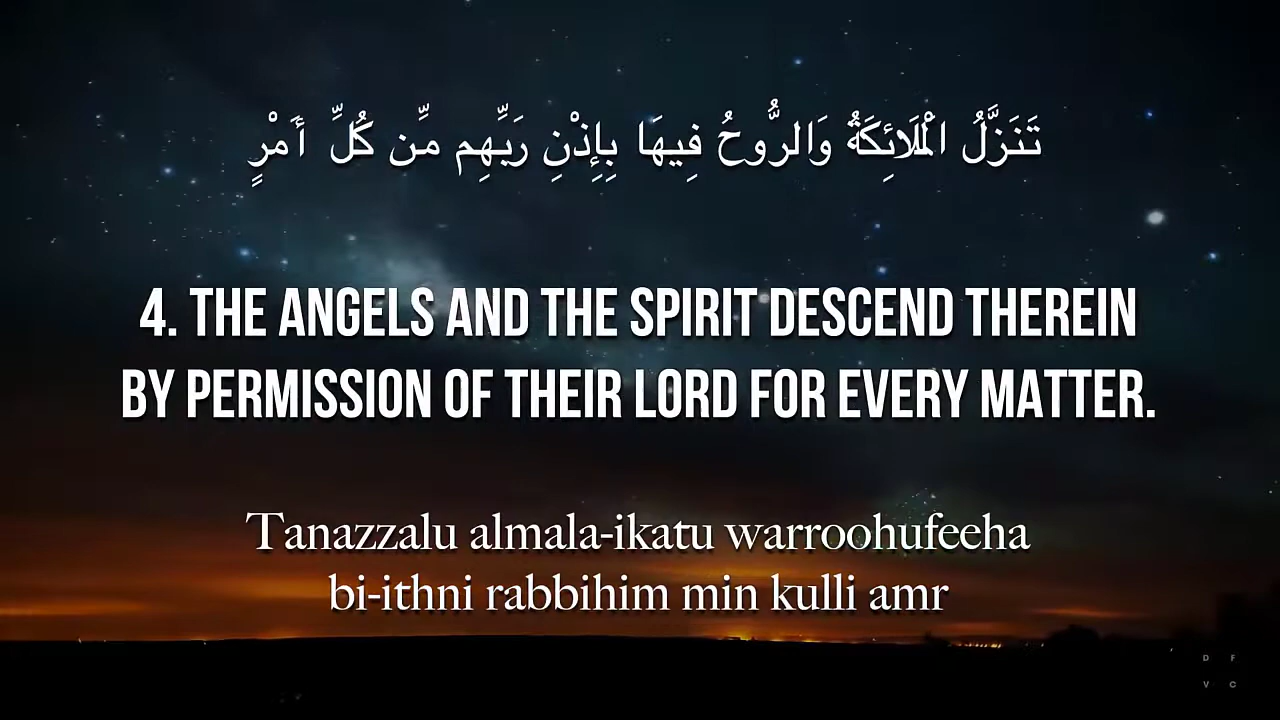 تَنَزَّلُ الْمَلَائِكَةُ وَالرُّوحُ فِيهَا بِإِذْنِ رَبِّهِم مِّن كُلِّ أَمْرٍ
4. THE ANGELS AND THE SPIRIT DESCEND THEREIN
BY PERMISSION OF THEIR LORD FOR EVERY MATTER.
Tanazzalu almala-ikatu warroohufeeha
bi-ithni rabbihim min kulli amr
D F
V C